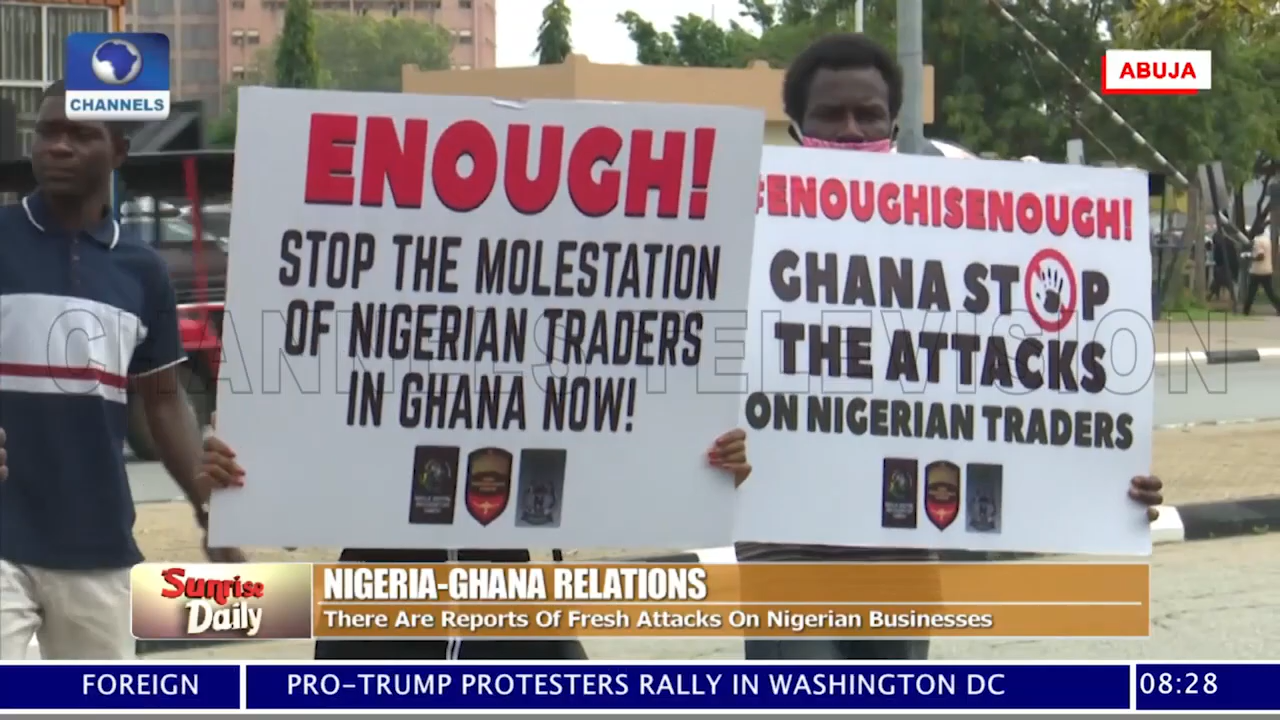 CHANNELS
ABUJA
ENOUGH!
STOP THE MOLESTATION
OF NIGERIAN TRADERS
IN GHANA NOW!
#ENOUGHISENOUGH!
GHANA STOP
THE ATTACKS
ON NIGERIAN TRADERS
CHANNELS TELEVISION
Sunrise
Daily
NIGERIA-GHANA RELATIONS
There Are Reports Of Fresh Attacks On Nigerian Businesses
FOREIGN
PRO-TRUMP PROTESTERS RALLY IN WASHINGTON DC
08:28